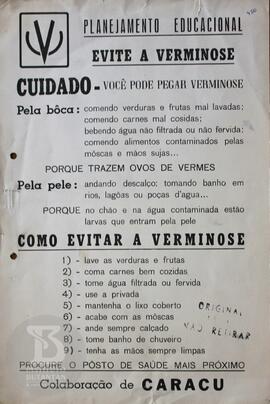 PLANEJAMENTO EDUCACIONAL
EVITE A VERMINOSE
CUIDADO - VOCÊ PODE PEGAR VERMINOSE
Pela bôca: comendo verduras e frutas mal lavadas;
comendo carnes mal cosidas;
bebendo água não filtrada ou não fervida;
comendo alimentos contaminados pelas
môscas e mãos sujas...
PORQUE TRAZEM OVOS DE VERMES
Pela pele: andando descalço; tomando banho em
rios, lagôas ou poças d'agua...
PORQUE no chão e na água contaminada estão
larvas que entram pela pele
COMO EVITAR A VERMINOSE
1) - lave as verduras e frutas
2) - coma carnes bem cozidas
3) - tome água filtrada ou fervida
4) - use a privada
5) - mantenha o lixo coberto
6) - acabe com as môscas
7) - ande sempre calçado
8) - tome banho de chuveiro
9) - tenha as mãos sempre limpas
ORIGINAL
NÃO RETIRAR
PROCURE O PÔSTO DE SAÚDE MAIS PRÓXIMO
Colaboração de CARACU
BUTANTAN